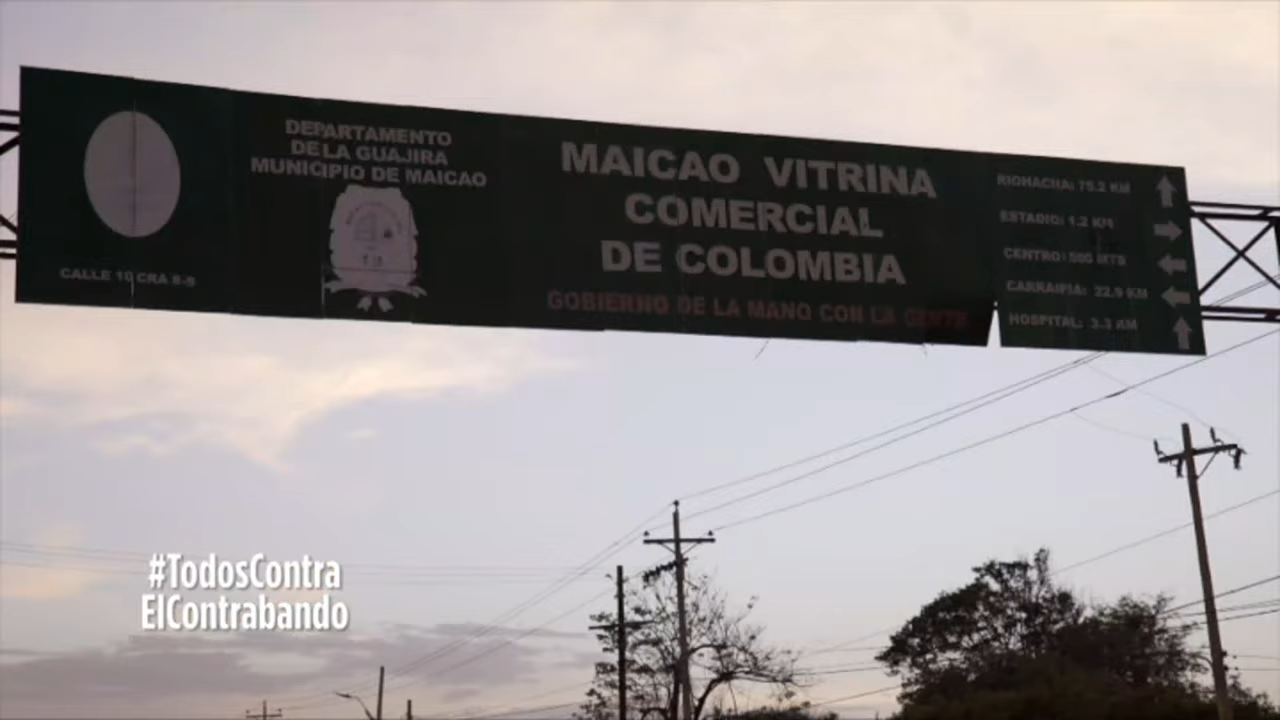 CALLE 10 CRA 8-9
DEPARTAMENTO
DE LA GUAJIRA
MUNICIPIO DE MAICAO
MAICAO VITRINA
COMERCIAL
DE COLOMBIA
GOBIERNO DE LA MANO CON LA GENTE
RIOHACHA: 75.2 KM
ESTADIO: 1.2 KM
CENTRO: 500 MTS
CARRAIPIA: 22.9 KM
HOSPITAL: 3.3 KM
#TodosContra
ElContrabando